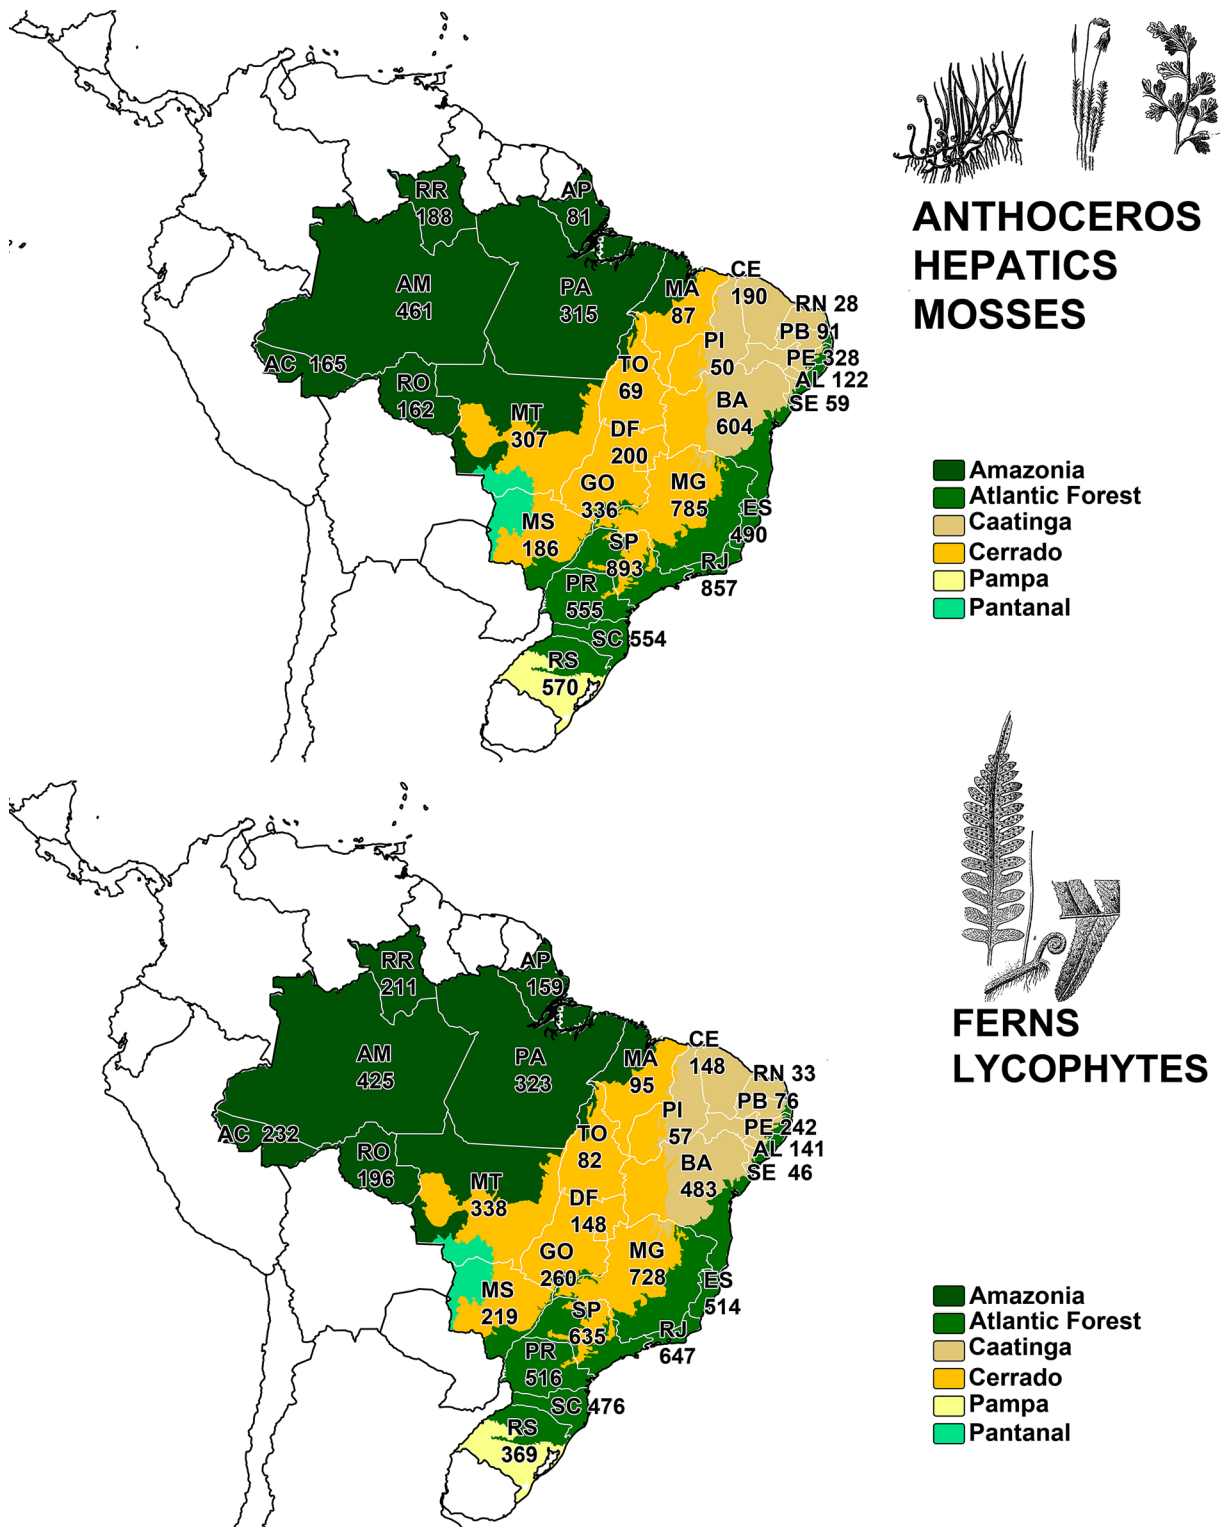 ANTHOCEROS
HEPATICS
MOSSES
RR
188
AP
81
AM
461
PA
315
MA
87
CE
190
RN 28
PB 91
PE 328
AL 122
SE 59
PI
50
AC 165
RO
162
TO
69
BA
604
MT
307
DF
200
GO
336
MG
785
ES
490
MS
186
SP
893
RJ
857
PR
555
SC 554
RS
570
Amazonia
Atlantic Forest
Caatinga
Cerrado
Pampa
Pantanal
FERNS
LYCOPHYTES
RR
211
AP
159
AM
425
PA
323
MA
95
CE
148
RN 33
PB 76
PE 242
AL 141
SE 46
PI
57
AC 232
RO
196
TO
82
BA
483
MT
338
DF
148
GO
260
MG
728
ES
514
MS
219
SP
635
RJ
647
PR
516
SC 476
RS
369
Amazonia
Atlantic Forest
Caatinga
Cerrado
Pampa
Pantanal